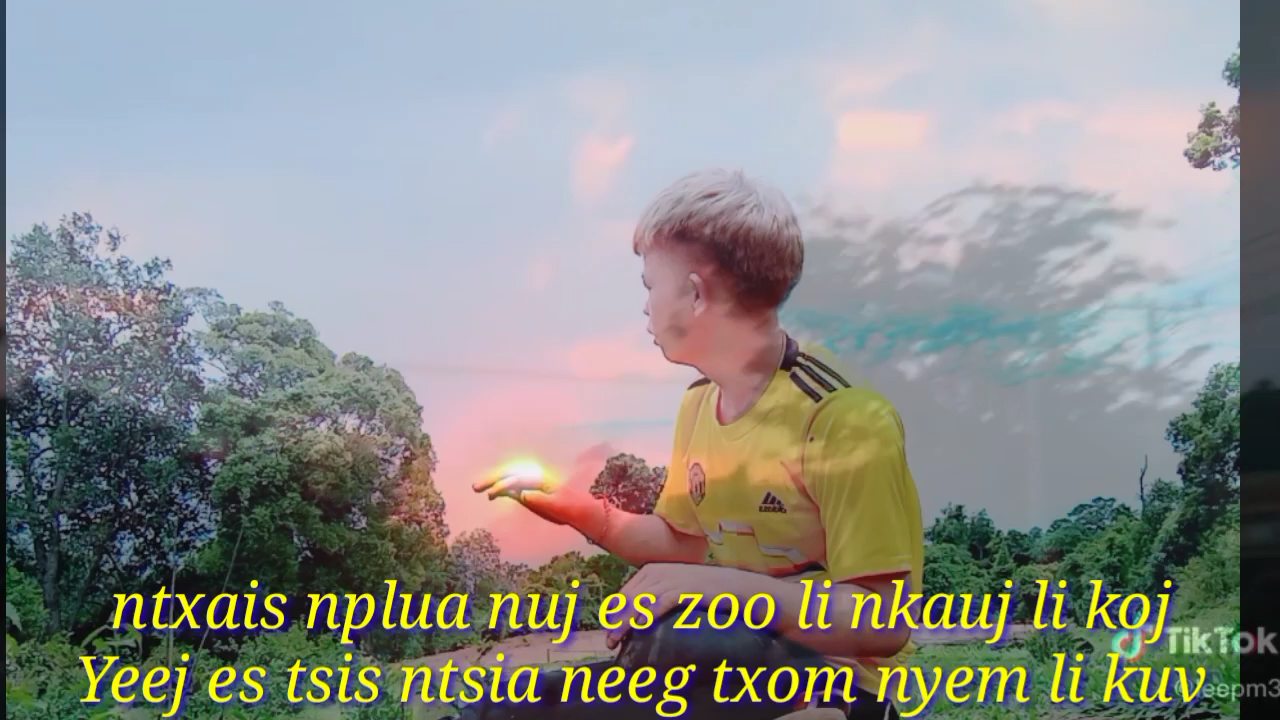 ntxais nplua nuj es zoo li nkauj li koj
Yeej es tsis ntsia neeg txom nyem li kuv
TikTok